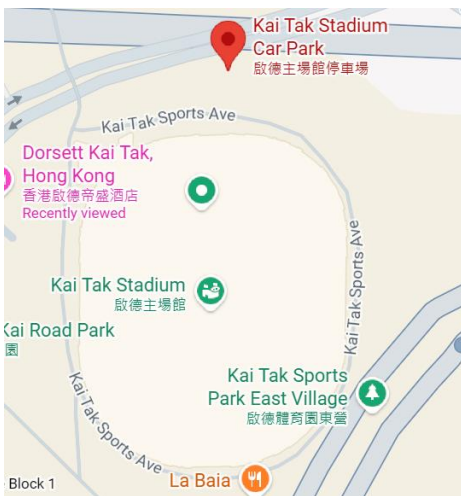 Kai Tak Stadium
Car Park
啟德主場館停車場
Kai Tak Sports Ave
Dorsett Kai Tak,
Hong Kong
香港啟德帝盛酒店
Recently viewed
Kai Tak Sports Ave
Kai Tak Stadium
啟德主場館
Kai Road Park
園
Kai Tak Sports
Park East Village
啟德體育園東營
Kai Tak Sports Ave
La Baia
Block 1